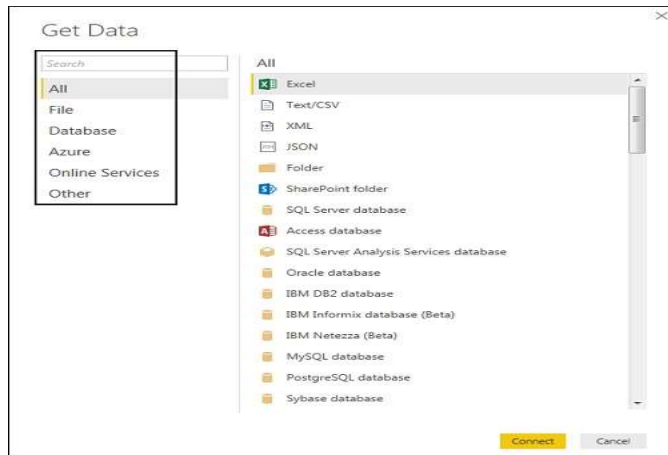 Get Data
Search
All
File
Database
Azure
Online Services
Other
All
Excel
Text/CSV
XML
JSON
Folder
SharePoint folder
SQL Server database
Access database
SQL Server Analysis Services database
Oracle database
IBM DB2 database
IBM Informix database (Beta)
IBM Netezza (Beta)
MySQL database
PostgreSQL database
Sybase database
Connect
Cancel